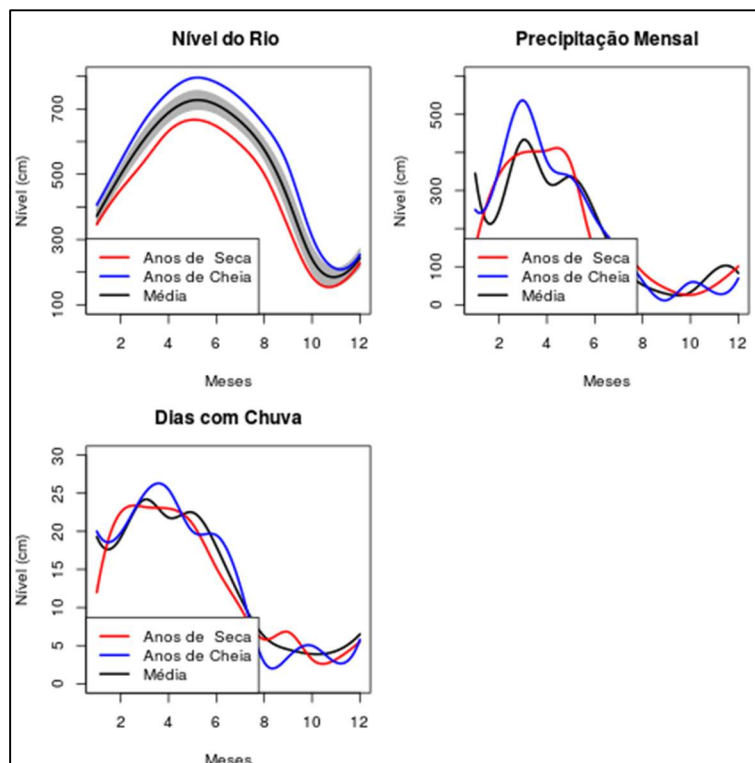 Nível do Rio
Nível (cm)
700
500
300
100
Anos de Seca
Anos de Cheia
Média
2 4 6 8 10 12
Meses
Precipitação Mensal
Nível (cm)
500
300
100
0
Anos de Seca
Anos de Cheia
Média
2 4 6 8 10 12
Meses
Dias com Chuva
Nível (cm)
30
25
20
15
10
5
0
Anos de Seca
Anos de Cheia
Média
2 4 6 8 10 12
Meses